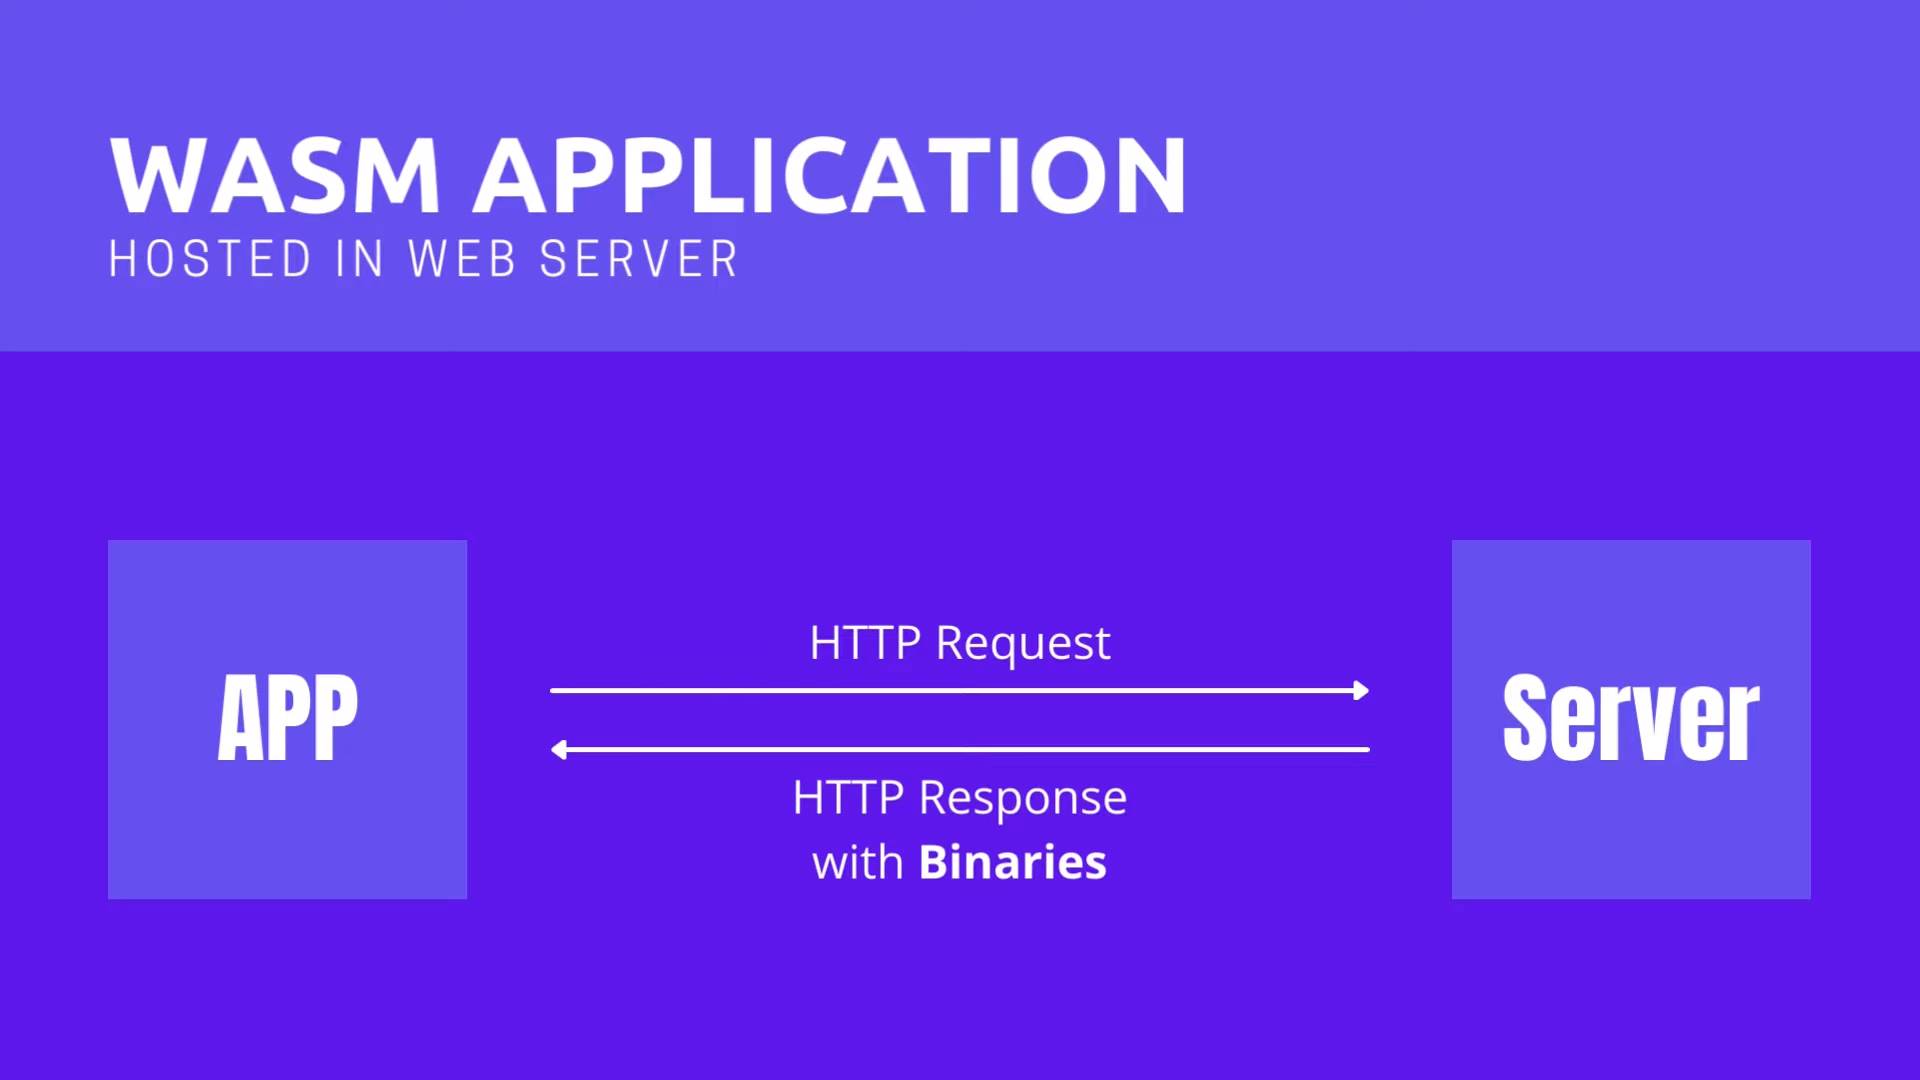 WASM APPLICATION
HOSTED IN WEB SERVER
APP
HTTP Request
HTTP Response
with Binaries
Server